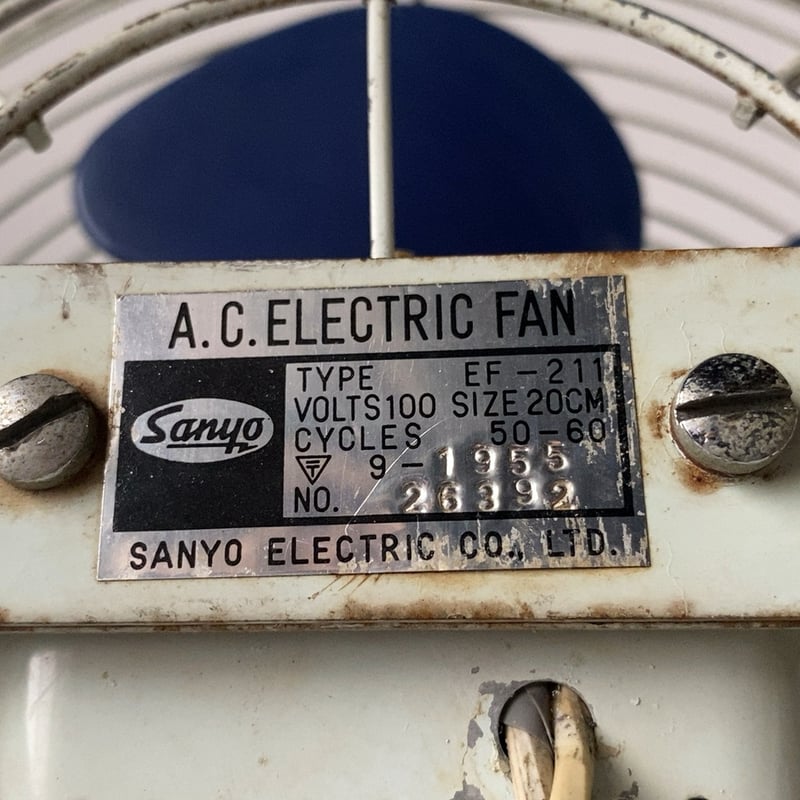 A.C.ELECTRIC FAN
Sanyo
TYPE EF-211
VOLTS100 SIZE20CM
CYCLES 50-60
〒 9-1955
NO. 26392
SANYO ELECTRIC CO., LTD.